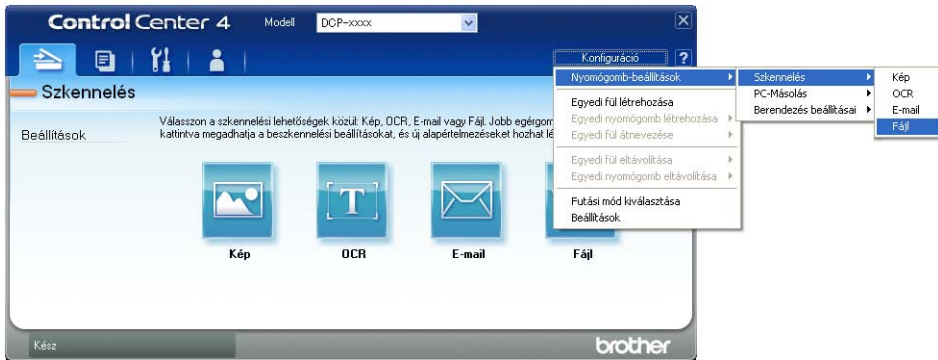 Control Center 4 Modell DCP-xxxx
Konfiguráció ?
Nyomógomb-beállítások
Egyedi fül létrehozása
Egyedi nyomógomb létrehozása
Egyedi fül átnevezése
Egyedi fül eltávolítása
Egyedi nyomógomb eltávolítása
Futási mód kiválasztása
Beállítások
Szkennelés
PC-Másolás
Berendezés beállításai
Kép
OCR
E-mail
Fájl
Szkennelés
Beállítások
Válasszon a szkennelési lehetőségek közül: Kép, OCR, E-mail vagy Fájl. Jobb
kattintva megadhatja a beszkennelési beállításokat, és új alapértelmezéseket hozhat
T
Kép OCR E-mail Fájl
Kész brother